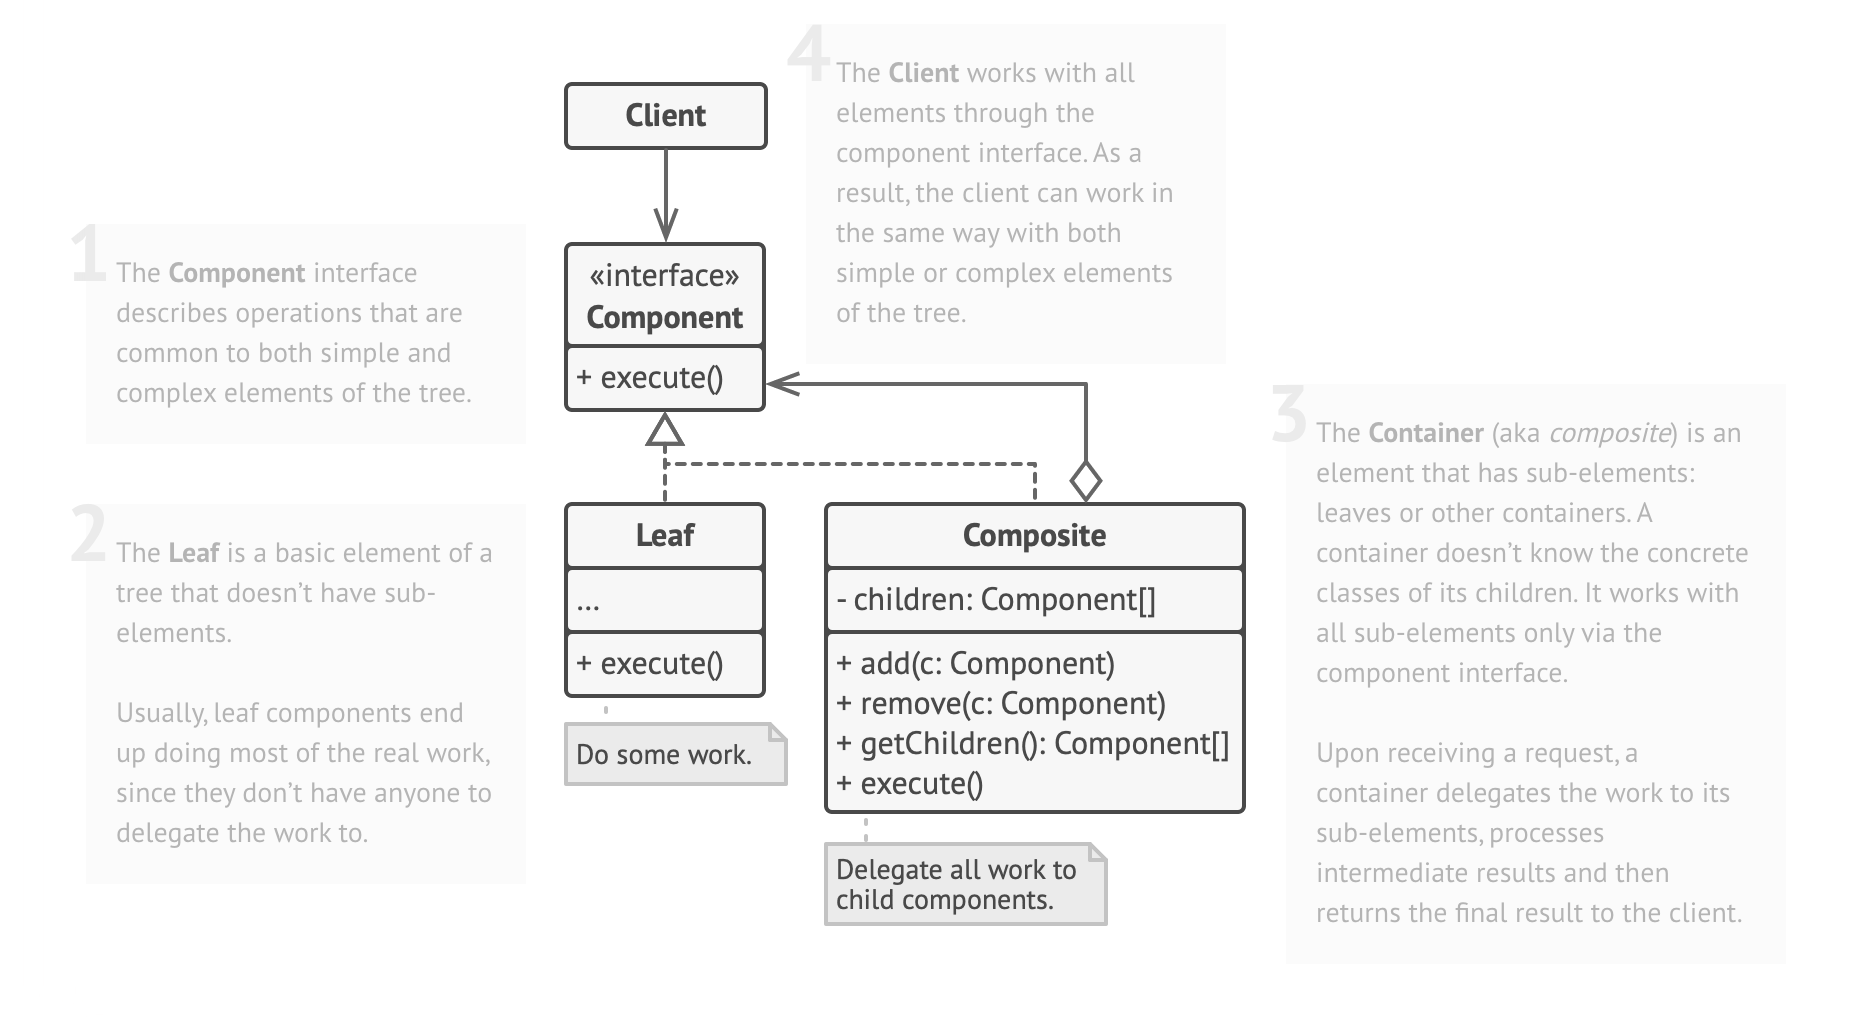 4
The Client works with all
elements through the
component interface. As a
result, the client can work in
the same way with both
simple or complex elements
of the tree.
Client
1
The Component interface
describes operations that are
common to both simple and
complex elements of the tree.
«interface»
Component
+ execute()
2
The Leaf is a basic element of a
tree that doesn't have sub-
elements.
Usually, leaf components end
up doing most of the real work,
since they don't have anyone to
delegate the work to.
Leaf
...
+ execute()
Do some work.
Composite
- children: Component[]
+ add(c: Component)
+ remove(c: Component)
+ getChildren(): Component[]
+ execute()
Delegate all work to
child components.
3
The Container (aka composite) is an
element that has sub-elements:
leaves or other containers. A
container doesn't know the concrete
classes of its children. It works with
all sub-elements only via the
component interface.
Upon receiving a request, a
container delegates the work to its
sub-elements, processes
intermediate results and then
returns the final result to the client.